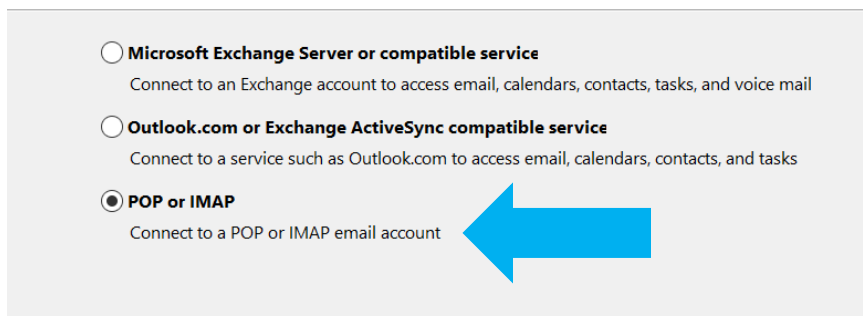 Microsoft Exchange Server or compatible service
Connect to an Exchange account to access email, calendars, contacts, tasks, and voice mail
Outlook.com or Exchange ActiveSync compatible service
Connect to a service such as Outlook.com to access email, calendars, contacts, and tasks
POP or IMAP
Connect to a POP or IMAP email account